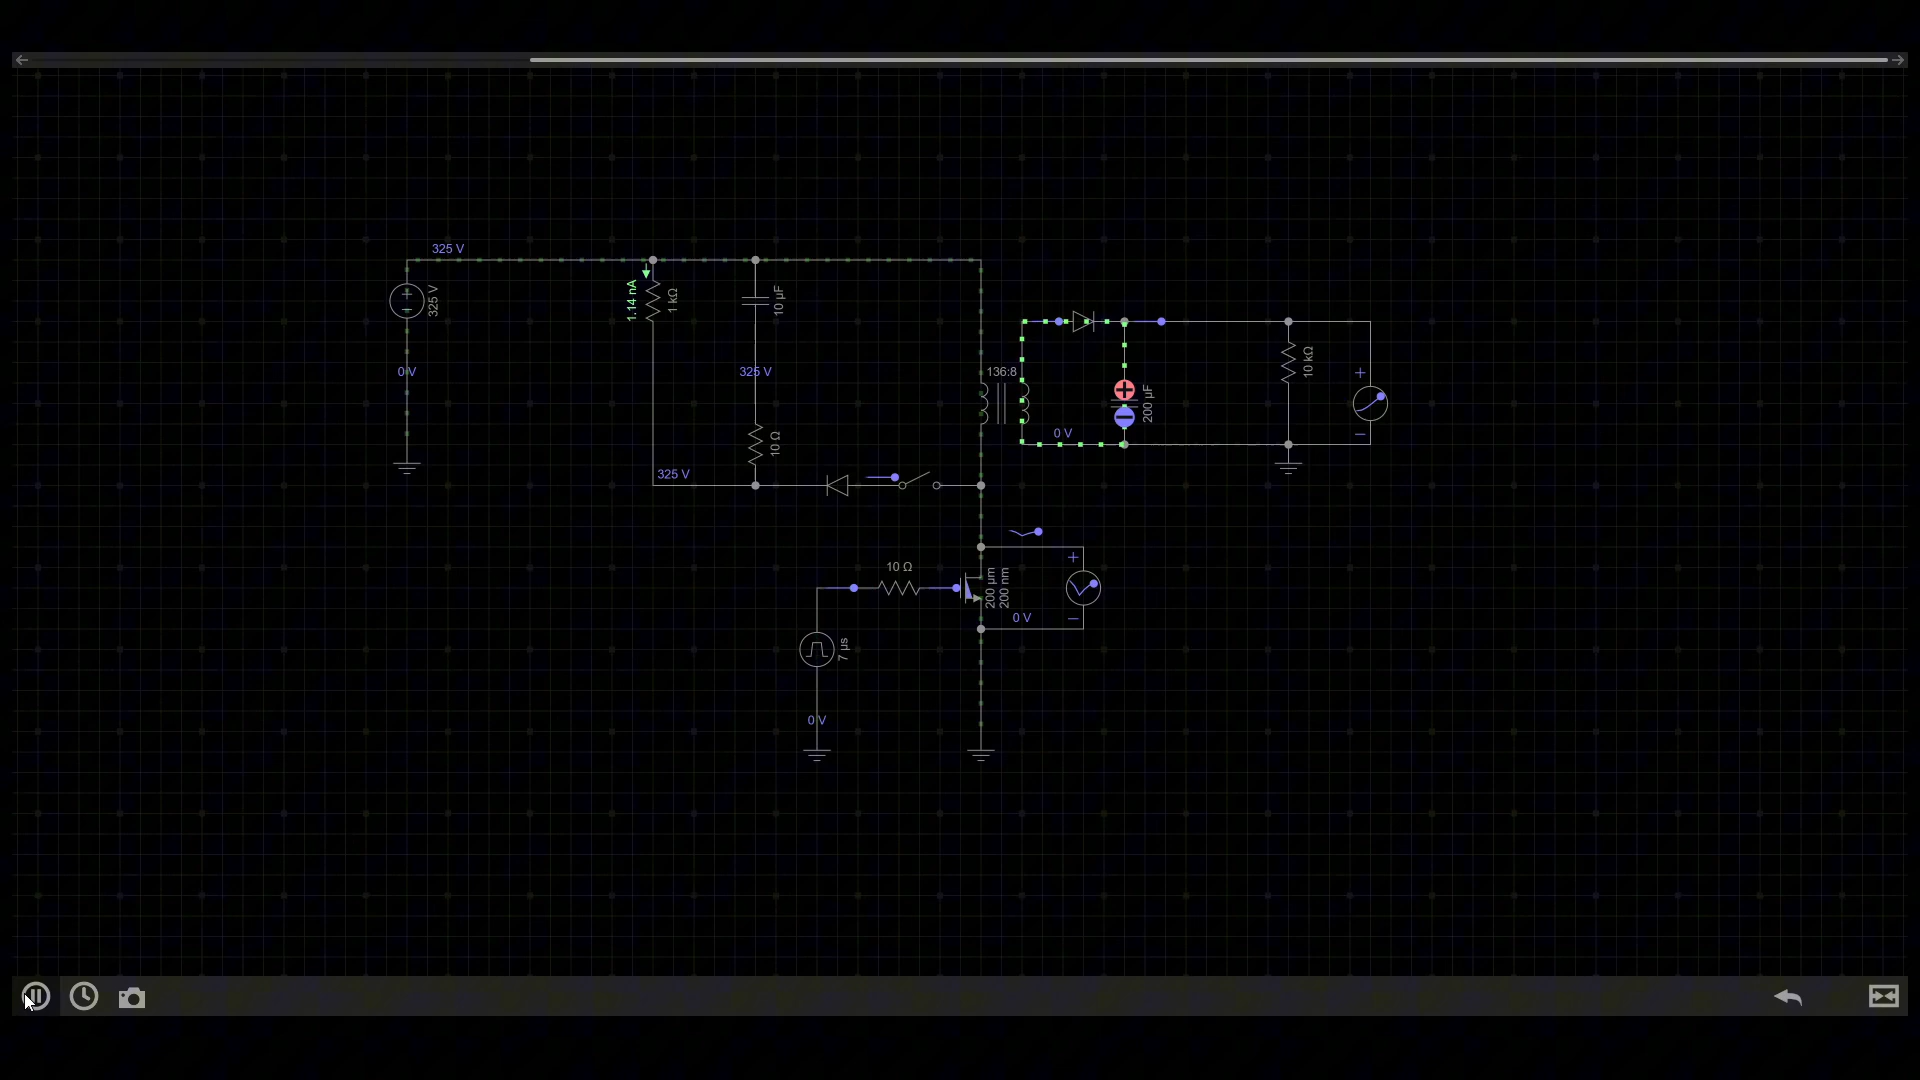 325 V
325 V
1.14 nA
1 kΩ
10 µF
0 V
325 V
136:8
10 kΩ
200 µF
0 V
10 Ω
325 V
10 Ω
200 µm
200 nm
0 V
7 µs
0 V